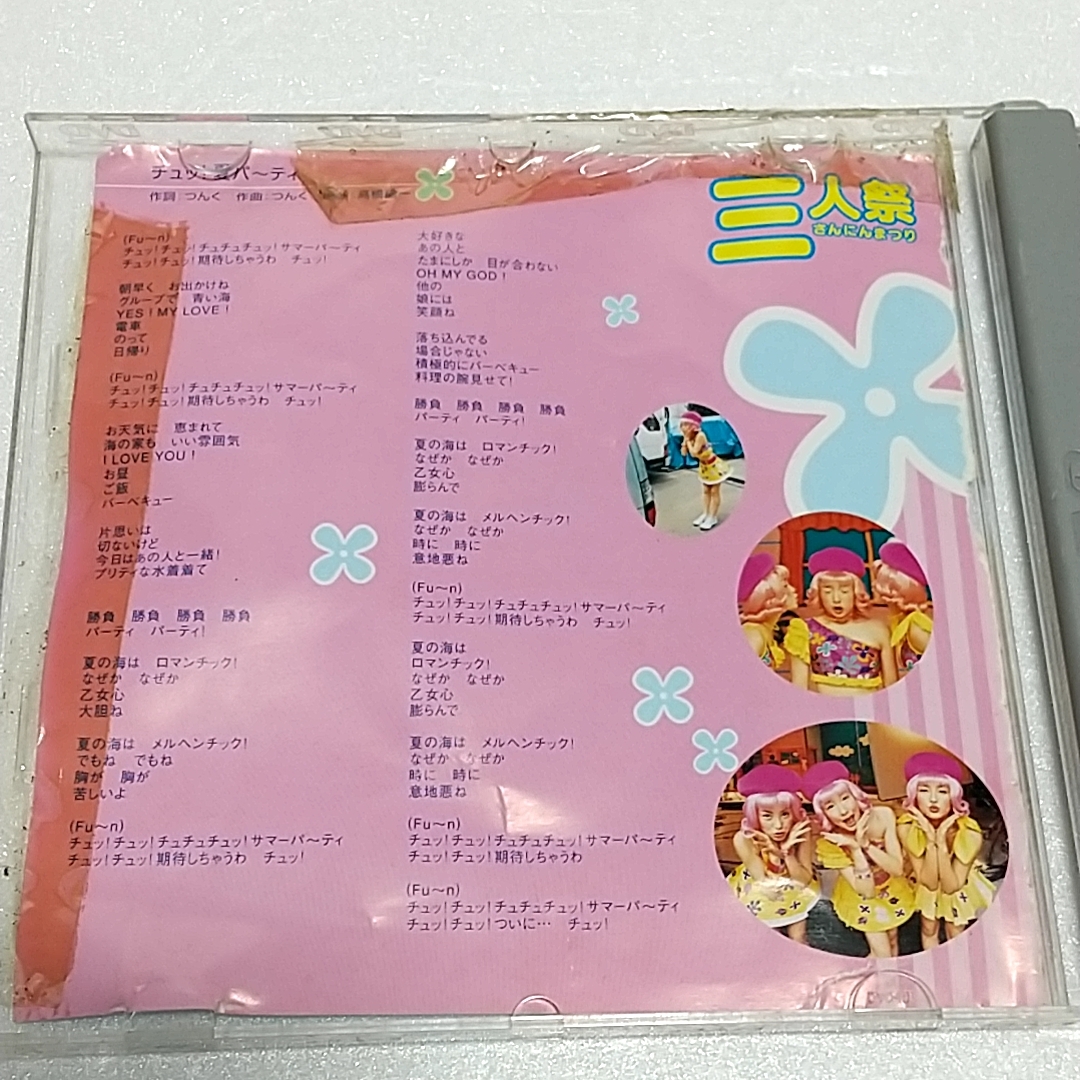 チュッ!夏パ～ティ
作詞:つんく 作曲:つんく 高橋諭一
三人祭
さんにんまつり
(Fu～n)
チュッ!チュッ!チュチュチュッ!サマーパ～ティ
チュッ!チュッ!期待しちゃうわ チュッ!
朝早く お出かけね
グループで 青い海
YES!MY LOVE!
電車
のって
日帰り
(Fu～n)
チュッ!チュッ!チュチュチュッ!サマーパ～ティ
チュッ!チュッ!期待しちゃうわ チュッ!
お天気に 恵まれて
海の家も いい雰囲気
I LOVE YOU!
お昼
ご飯
バーベキュー
片思いは
切ないけど
今日はあの人と一緒!
プリティな水着着て
勝負 勝負 勝負 勝負
パーティ パーティ!
夏の海は ロマンチック!
なぜか なぜか
乙女心
大胆ね
夏の海は メルヘンチック!
でもね でもね
胸が 胸が
苦しいよ
(Fu～n)
チュッ!チュッ!チュチュチュッ!サマーパ～ティ
チュッ!チュッ!期待しちゃうわ チュッ!
大好きな
あの人と
たまにしか 目が合わない
OH MY GOD!
他の
娘には
笑顔ね
落ち込んでる
場合じゃない
積極的にバーベキュー
料理の腕見せて!
勝負 勝負 勝負 勝負
パーティ パーティ!
夏の海は ロマンチック!
なぜか なぜか
乙女心
膨らんで
夏の海は メルヘンチック!
なぜか なぜか
時に 時に
意地悪ね
(Fu～n)
チュッ!チュッ!チュチュチュッ!サマーパ～ティ
チュッ!チュッ!期待しちゃうわ チュッ!
夏の海は
ロマンチック!
なぜか なぜか
乙女心
膨らんで
夏の海は メルヘンチック!
なぜか なぜか
時に 時に
意地悪ね
(Fu～n)
チュッ!チュッ!チュチュチュッ!サマーパ～ティ
チュッ!チュッ!期待しちゃうわ
(Fu～n)
チュッ!チュッ!チュチュチュッ!サマーパ～ティ
チュッ!チュッ!ついに… チュッ!